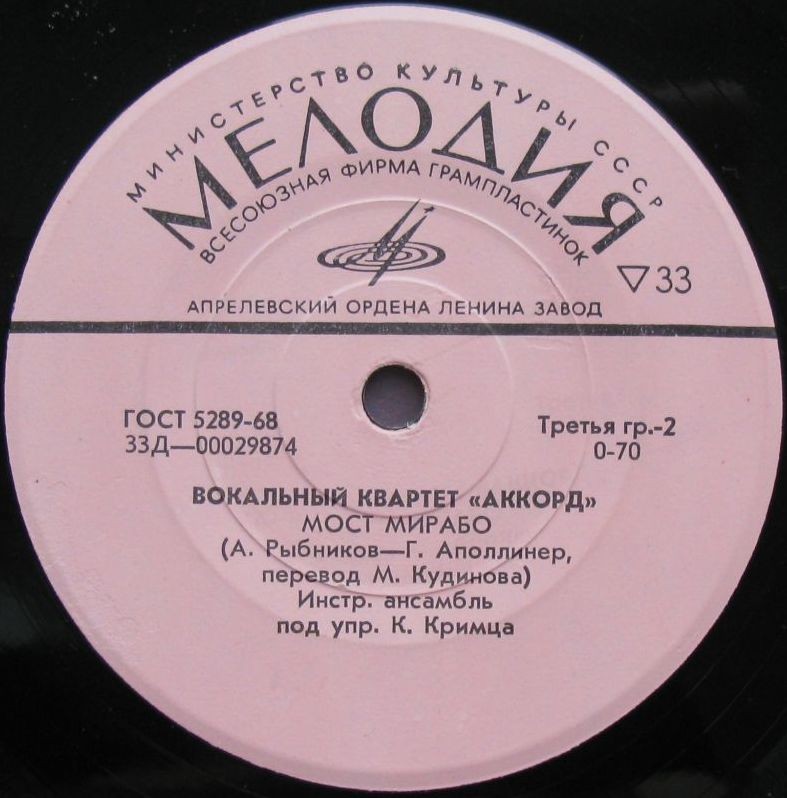 МИНИСТЕРСТВО КУЛЬТУРЫ СССР
МЕЛОДИЯ
ВСЕСОЮЗНАЯ ФИРМА ГРАМПЛАСТИНОК
▽33
АПРЕЛЕВСКИЙ ОРДЕНА ЛЕНИНА ЗАВОД
ГОСТ 5289-68
Третья гр.-2
33Д—00029874
0-70
ВОКАЛЬНЫЙ КВАРТЕТ «АККОРД»
МОСТ МИРАБО
(А. Рыбников—Г. Аполлинер,
перевод М. Кудинова)
Инстр. ансамбль
под упр. К. Кримца